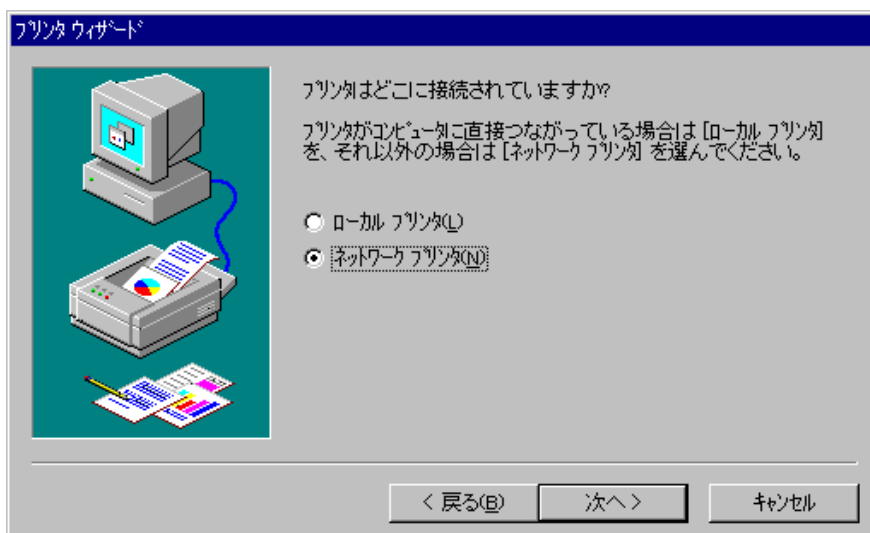 プリンタ ウィザード
プリンタはどこに接続されていますか?
プリンタがコンピュータに直接つながっている場合は [ローカル プリンタ]
を、それ以外の場合は [ネットワーク プリンタ] を選んでください。
ローカル プリンタ(L)
ネットワーク プリンタ(N)
< 戻る(B)
次へ >
キャンセル